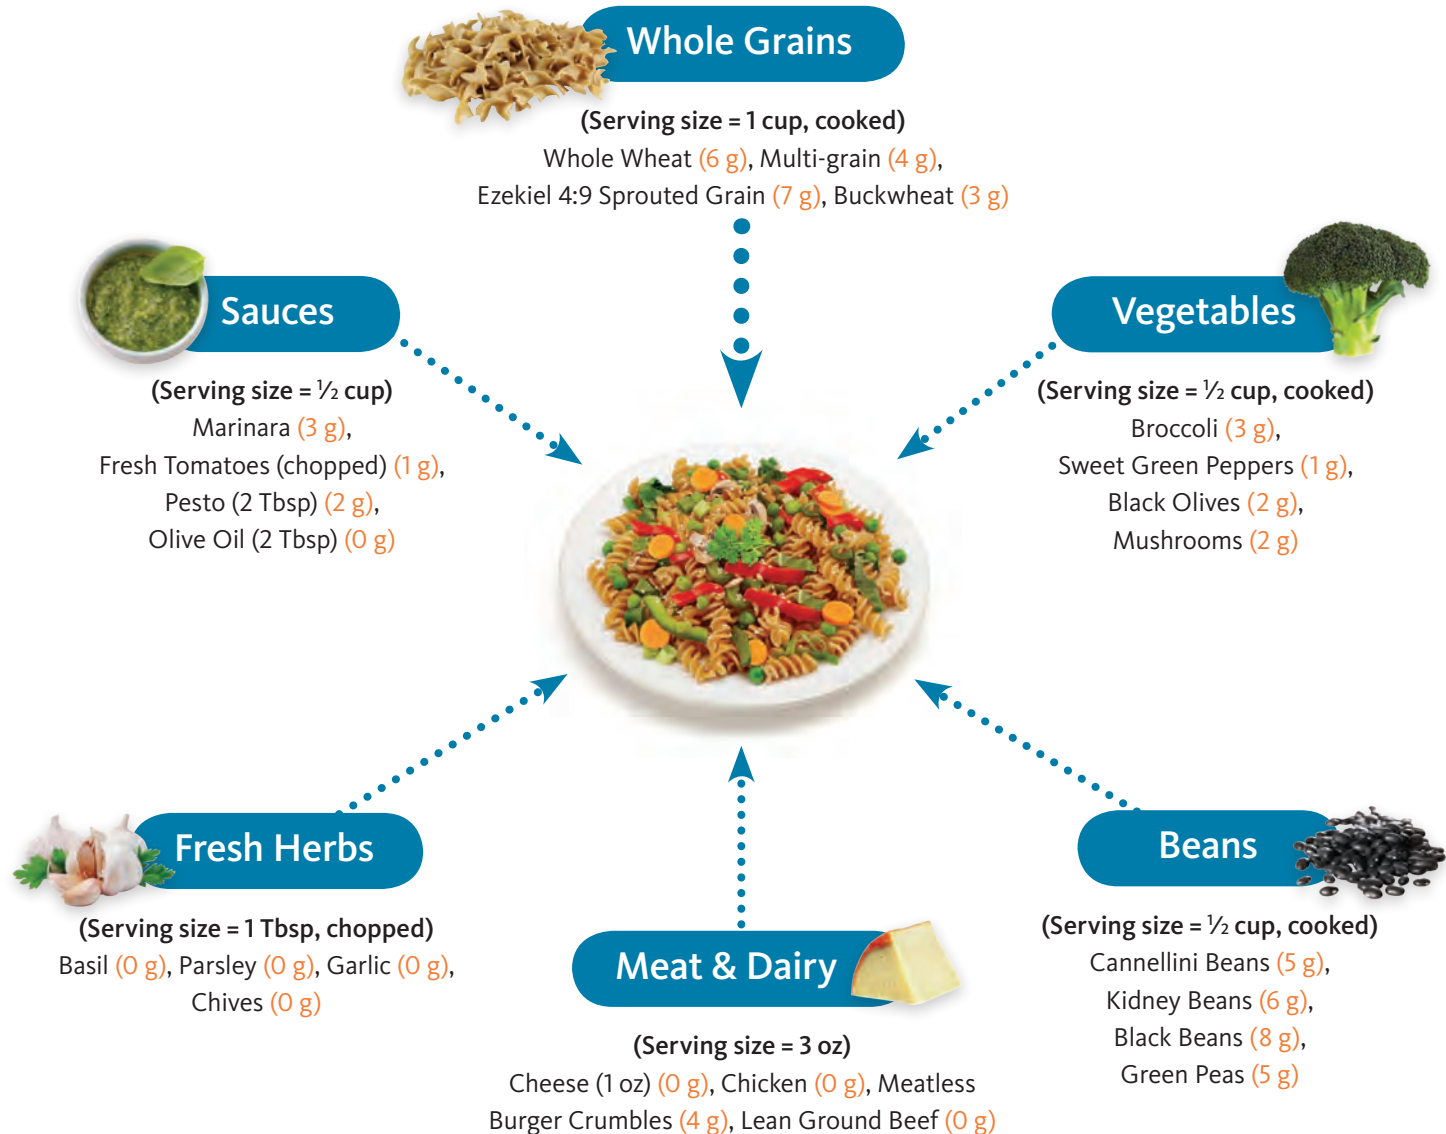 Whole Grains
(Serving size = 1 cup, cooked)
Whole Wheat (6 g), Multi-grain (4 g),
Ezekiel 4:9 Sprouted Grain (7 g), Buckwheat (3 g)
Sauces
(Serving size = ½ cup)
Marinara (3 g),
Fresh Tomatoes (chopped) (1 g),
Pesto (2 Tbsp) (2 g),
Olive Oil (2 Tbsp) (0 g)
Vegetables
(Serving size = ½ cup, cooked)
Broccoli (3 g),
Sweet Green Peppers (1 g),
Black Olives (2 g),
Mushrooms (2 g)
Fresh Herbs
(Serving size = 1 Tbsp, chopped)
Basil (0 g), Parsley (0 g), Garlic (0 g),
Chives (0 g)
Meat & Dairy
(Serving size = 3 oz)
Cheese (1 oz) (0 g), Chicken (0 g), Meatless
Burger Crumbles (4 g), Lean Ground Beef (0 g)
Beans
(Serving size = ½ cup, cooked)
Cannellini Beans (5 g),
Kidney Beans (6 g),
Black Beans (8 g),
Green Peas (5 g)